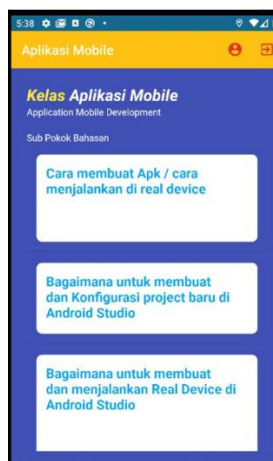 5:38
Aplikasi Mobile
Kelas Aplikasi Mobile
Application Mobile Development
Sub Pokok Bahasan
Cara membuat Apk / cara
menjalankan di real device
Bagaimana untuk membuat
dan Konfigurasi project baru di
Android Studio
Bagaimana untuk membuat
dan menjalankan Real Device di
Android Studio